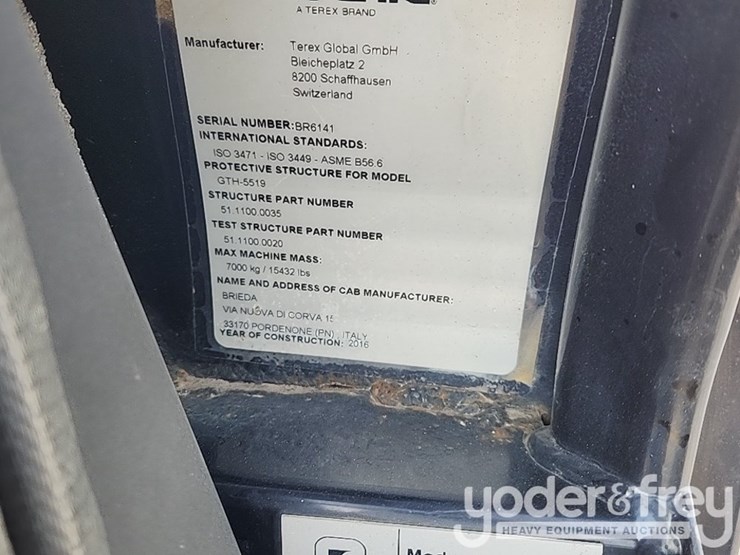 A TEREX BRAND
Manufacturer: Terex Global GmbH
Bleicheplatz 2
8200 Schaffhausen
Switzerland
SERIAL NUMBER:BR6141
INTERNATIONAL STANDARDS:
ISO 3471 - ISO 3449 - ASME B56.6
PROTECTIVE STRUCTURE FOR MODEL
GTH-5519
STRUCTURE PART NUMBER
51.1100.0035
TEST STRUCTURE PART NUMBER
51.1100.0020
MAX MACHINE MASS:
7000 kg / 15432 lbs
NAME AND ADDRESS OF CAB MANUFACTURER:
BRIEDA
VIA NUOVA DI CORVA 15
33170 PORDENONE (PN) , ITALY
YEAR OF CONSTRUCTION: 2016
yoder&frey
HEAVY EQUIPMENT AUCTIONS